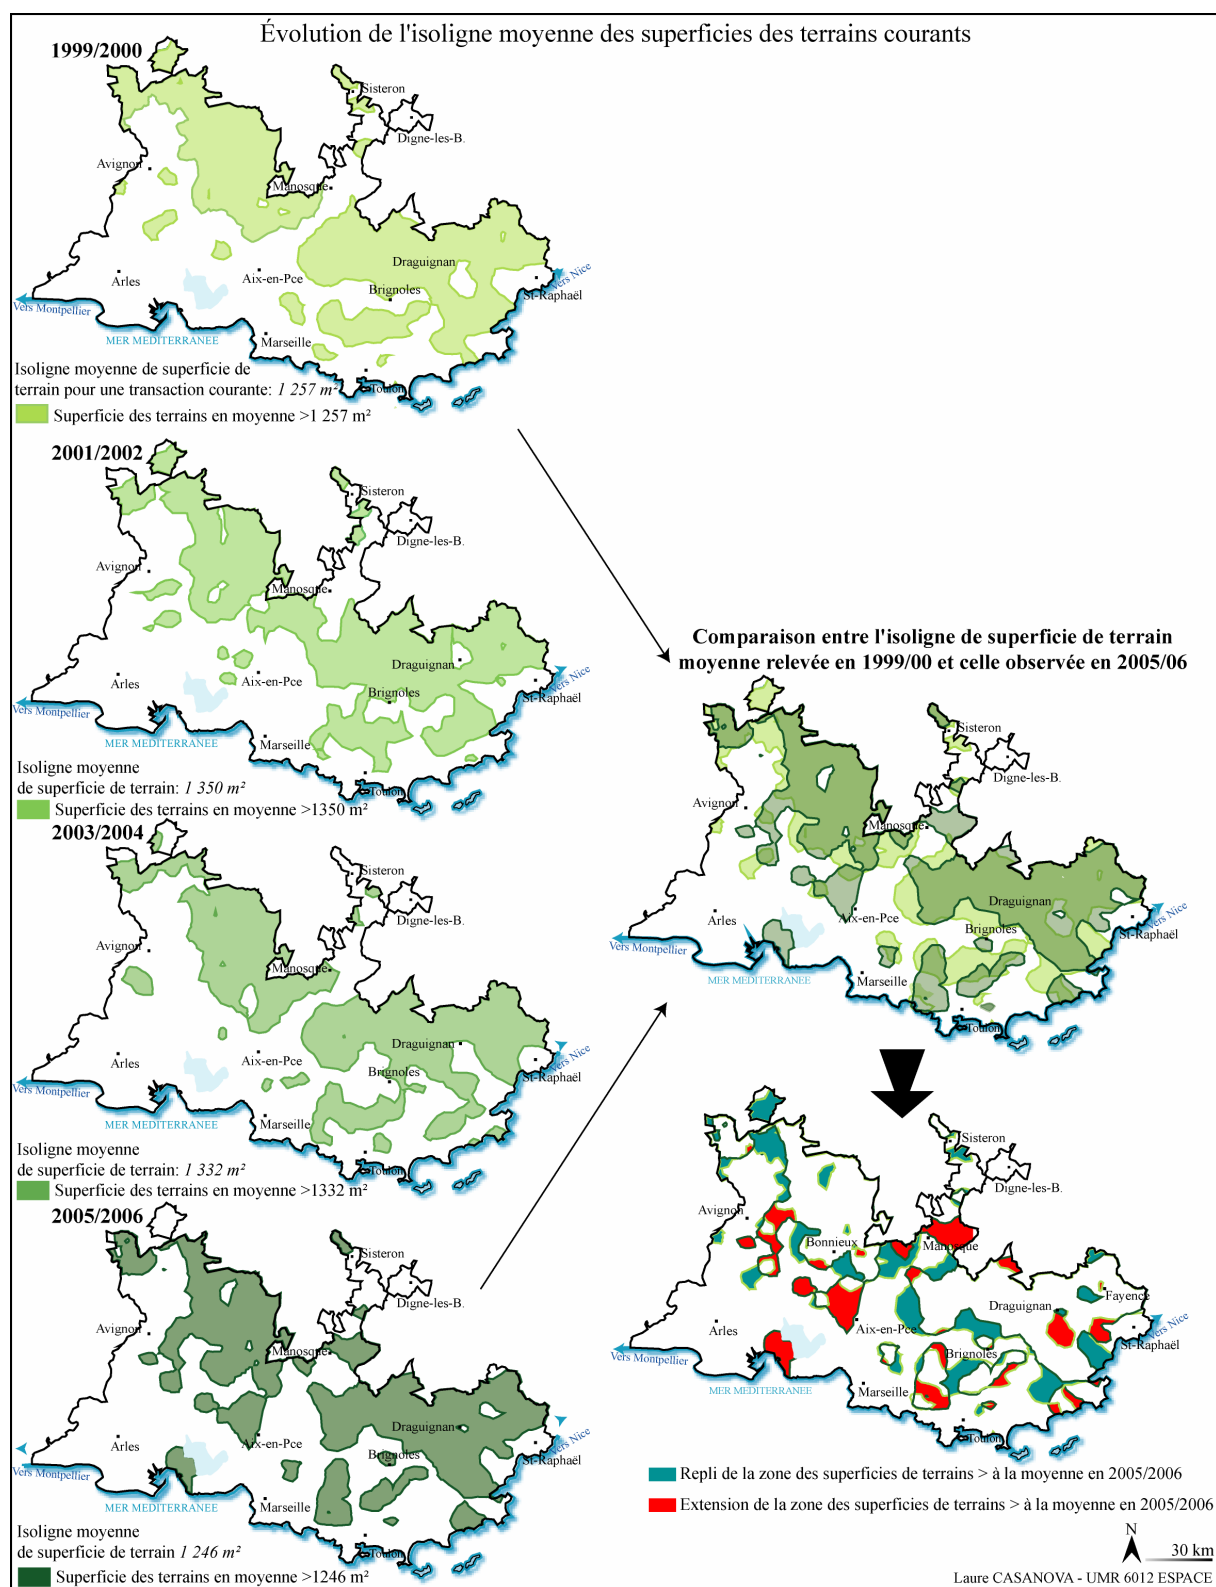 Évolution de l'isoligne moyenne des superficies des terrains courants
1999/2000
Sisteron
Digne-les-B.
Avignon
Manosque
Draguignan
Arles
Aix-en-Pce
Brignoles
St-Raphaël
Vers Nice
Vers Montpellier
MER MEDITERRANEE
Marseille
Toulon
Isoligne moyenne de superficie de
terrain pour une transaction courante: 1 257 m²
Superficie des terrains en moyenne >1 257 m²
2001/2002
Sisteron
Digne-les-B.
Avignon
Manosque
Draguignan
Arles
Aix-en-Pce
Brignoles
St-Raphaël
Vers Nice
Vers Montpellier
MER MEDITERRANEE
Marseille
Toulon
Isoligne moyenne
de superficie de terrain: 1 350 m²
Superficie des terrains en moyenne >1350 m²
2003/2004
Sisteron
Digne-les-B.
Avignon
Manosque
Draguignan
Arles
Aix-en-Pce
Brignoles
St-Raphaël
Vers Nice
Vers Montpellier
MER MEDITERRANEE
Marseille
Toulon
Isoligne moyenne
de superficie de terrain: 1 332 m²
Superficie des terrains en moyenne >1332 m²
2005/2006
Sisteron
Digne-les-B.
Avignon
Manosque
Draguignan
Arles
Aix-en-Pce
Brignoles
St-Raphaël
Vers Nice
Vers Montpellier
MER MEDITERRANEE
Marseille
Toulon
Isoligne moyenne
de superficie de terrain 1 246 m²
Superficie des terrains en moyenne >1246 m²
Comparaison entre l'isoligne de superficie de terrain
moyenne relevée en 1999/00 et celle observée en 2005/06
Sisteron
Digne-les-B.
Avignon
Manosque
Draguignan
Arles
Aix-en-Pce
Brignoles
St-Raphaël
Vers Nice
Vers Montpellier
MER MEDITERRANEE
Marseille
Toulon
Sisteron
Digne-les-B.
Avignon
Bonnieux
Manosque
Fayence
Draguignan
Arles
Aix-en-Pce
Brignoles
St-Raphaël
Vers Nice
Vers Montpellier
MER MEDITERRANEE
Marseille
Toulon
Repli de la zone des superficies de terrains > à la moyenne en 2005/2006
Extension de la zone des superficies de terrains > à la moyenne en 2005/2006
N
30 km
Laure CASANOVA - UMR 6012 ESPACE